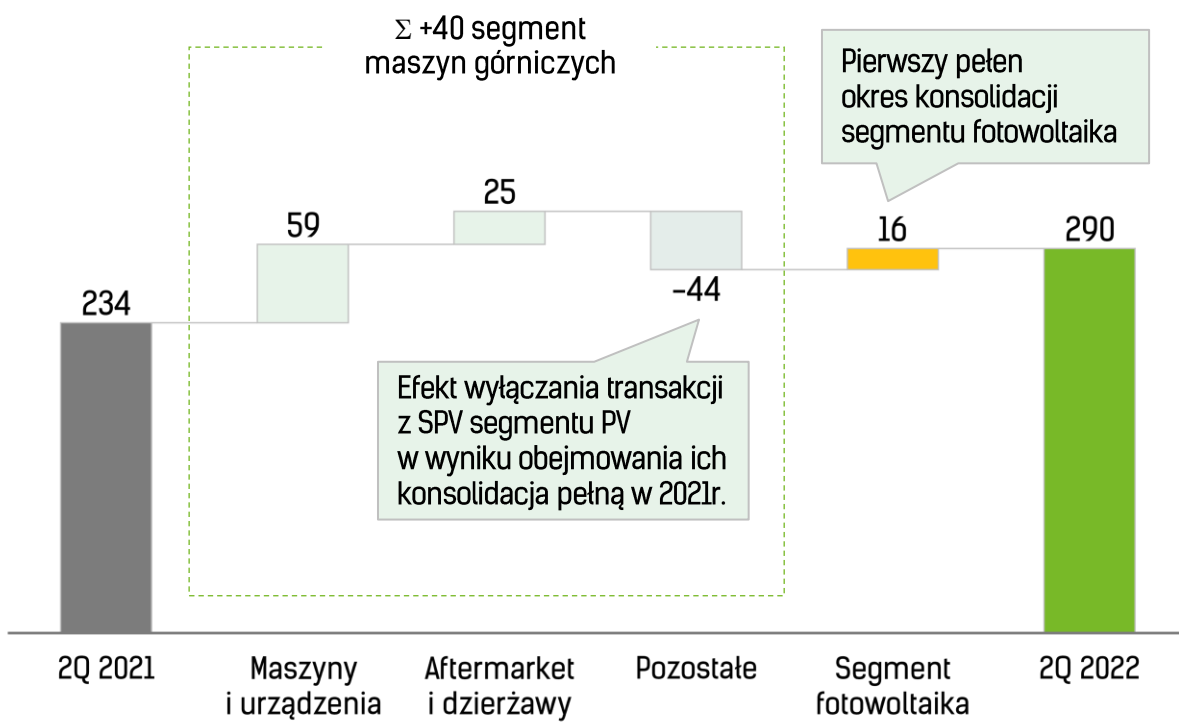 Σ +40 segment
maszyn górniczych
Pierwszy pełen
okres konsolidacji
segmentu fotowoltaika
234
59
25
-44
16
290
Efekt wyłączania transakcji
z SPV segmentu PV
w wyniku obejmowania ich
konsolidacja pełną w 2021r.
2Q 2021
Maszyny
i urządzenia
Aftermarket
i dzierżawy
Pozostałe
Segment
fotowoltaika
2Q 2022